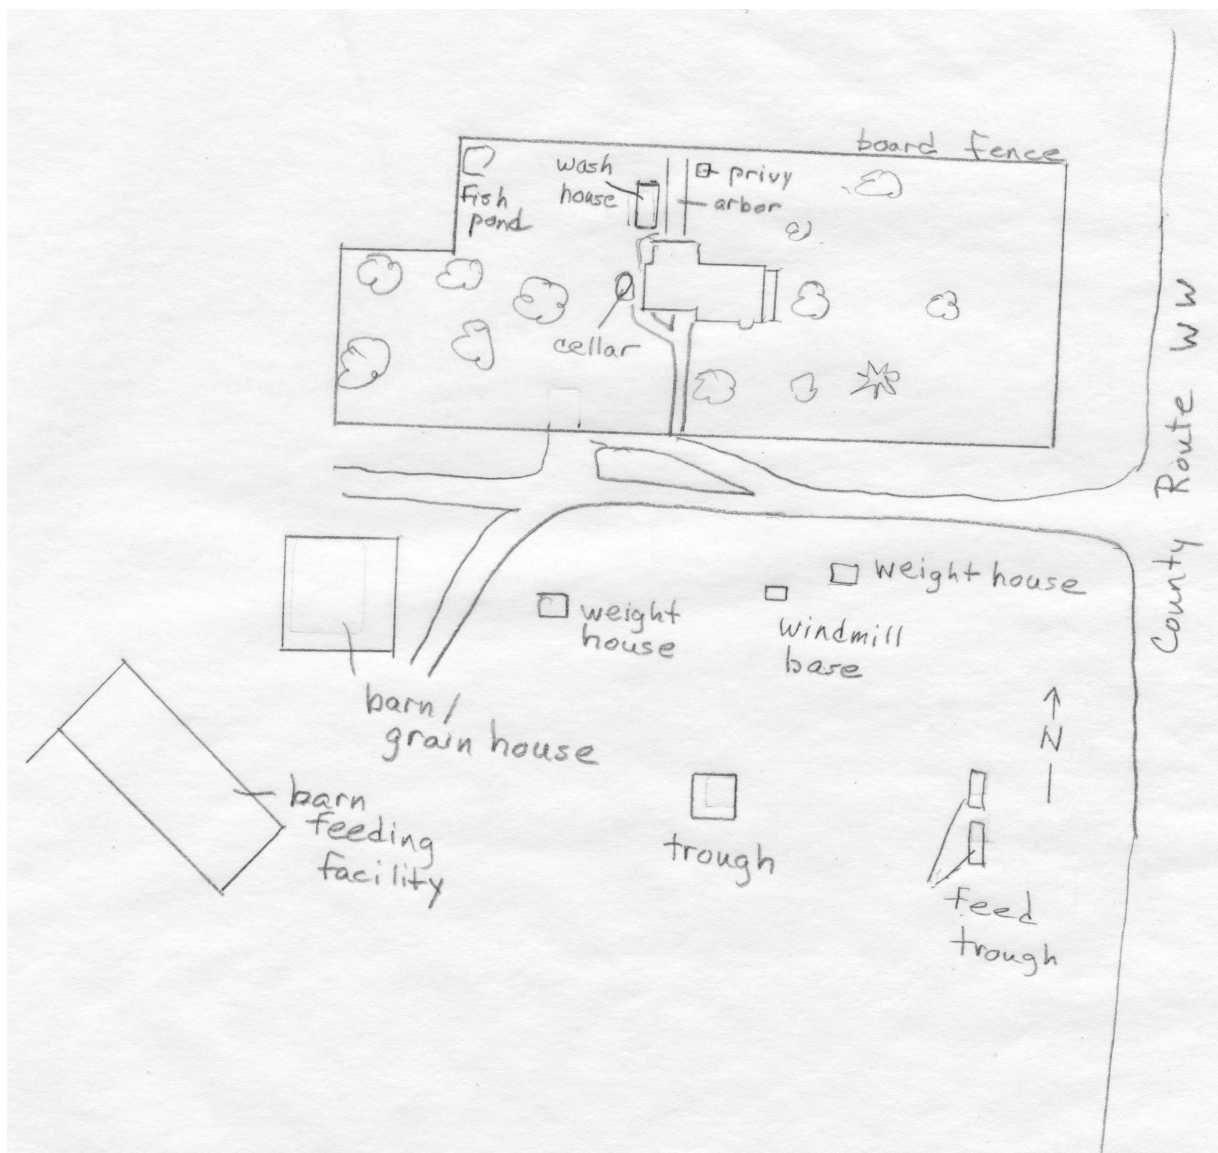 board fence
wash
house
privy
arbor
Fish
pond
cellar
County Route WW
weight house
weight
house
windmill
base
barn/
grain house
N
barn
feeding
facility
trough
feed
trough